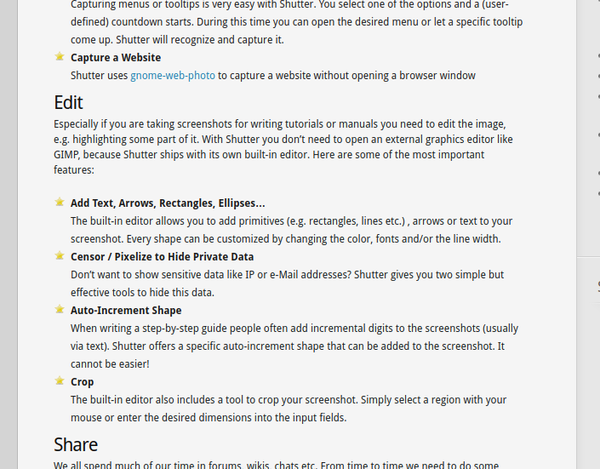 Capturing menus or tooltips is very easy with Shutter. You select one of the options and a (user-
defined) countdown starts. During this time you can open the desired menu or let a specific tooltip
come up. Shutter will recognize and capture it.
Capture a Website
Shutter uses gnome-web-photo to capture a website without opening a browser window
Edit
Especially if you are taking screenshots for writing tutorials or manuals you need to edit the image,
e.g. highlighting some part of it. With Shutter you don't need to open an external graphics editor like
GIMP, because Shutter ships with its own built-in editor. Here are some of the most important
features:
Add Text, Arrows, Rectangles, Ellipses...
The built-in editor allows you to add primitives (e.g. rectangles, lines etc.) , arrows or text to your
screenshot. Every shape can be customized by changing the color, fonts and/or the line width.
Censor / Pixelize to Hide Private Data
Don't want to show sensitive data like IP or e-Mail addresses? Shutter gives you two simple but
effective tools to hide this data.
Auto-Increment Shape
When writing a step-by-step guide people often add incremental digits to the screenshots (usually
via text). Shutter offers a specific auto-increment shape that can be added to the screenshot. It
cannot be easier!
Crop
The built-in editor also includes a tool to crop your screenshot. Simply select a region with your
mouse or enter the desired dimensions into the input fields.
Share
We all spend much of our time in forums, wikis, chats etc. From time to time we need to do some